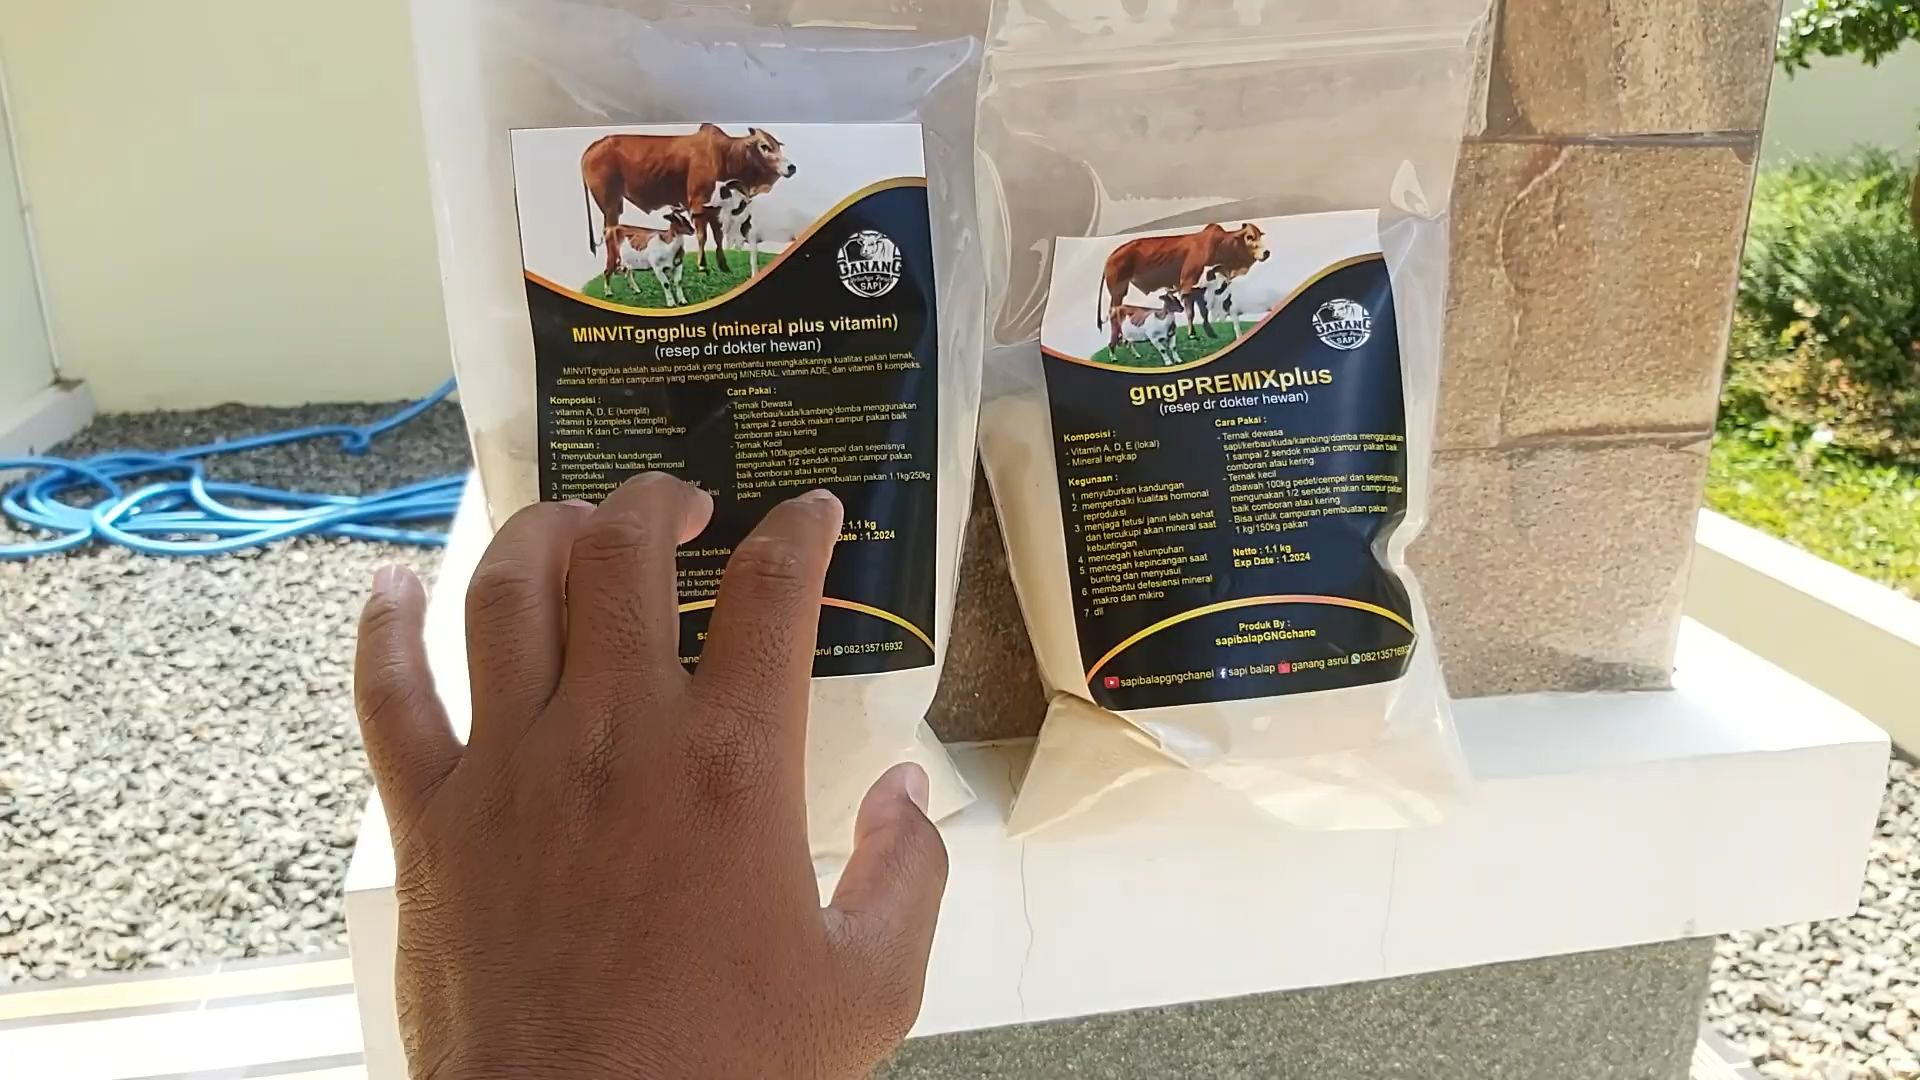 GANANG
SAPI
MINVITgngplus (mineral plus vitamin)
(resep dr dokter hewan)
MINVITgngplus adalah suatu prodak yang membantu meningkatkannya kualitas pakan ternak,
dimana terdiri dari campuran yang mengandung MINERAL, vitamin ADE, dan vitamin B kompleks.
Komposisi :
- vitamin A, D, E (komplit)
- vitamin b kompleks (komplit)
- vitamin K dan C- mineral lengkap
Kegunaan :
1. menyuburkan kandungan
2. memperbaiki kualitas hormonal
reproduksi
3. mempercepat
4. membantu
Cara Pakai :
- Ternak Dewasa
sapi/kerbau/kuda/kambing/domba menggunakan
1 sampai 2 sendok makan campur pakan baik
comboran atau kering
- Ternak Kecil
dibawah 100kgpedet/ cempe/ dan sejenisnya
mengunakan 1/2 sendok makan campur pakan
baik comboran atau kering
- bisa untuk campuran pembuatan pakan 1.1kg/250kg
pakan
: 1.1 kg
Date : 1.2024
secara berkala
082135716932
GANANG
SAPI
gngPREMIXplus
(resep dr dokter hewan)
Komposisi :
- Vitamin A, D, E (lokal)
- Mineral lengkap
Kegunaan :
1. menyuburkan kandungan
2. memperbaiki kualitas hormonal
reproduksi
3. menjaga fetus/ janin lebih sehat
dan tercukupi akan mineral saat
kebuntingan
4. mencegah kelumpuhan
5. mencegah kepincangan saat
bunting dan menyusui
6. membantu defesiensi mineral
makro dan mikiro
7. dll
Cara Pakai :
- Ternak dewasa
sapi/kerbau/kuda/kambing/domba menggunakan
1 sampai 2 sendok makan campur pakan baik
comboran atau kering.
- Ternak kecil
dibawah 100kg pedet/cempe/ dan sejenisnya
mengunakan 1/2 sendok makan campur pakan
baik comboran atau kering
- Bisa untuk campuran pembuatan pakan
1 kg/150kg pakan
Netto : 1.1 kg
Exp Date : 1.2024
Produk By :
sapibalapGNGchane
sapibalapgngchanel sapi balap ganang asrul 082135716932